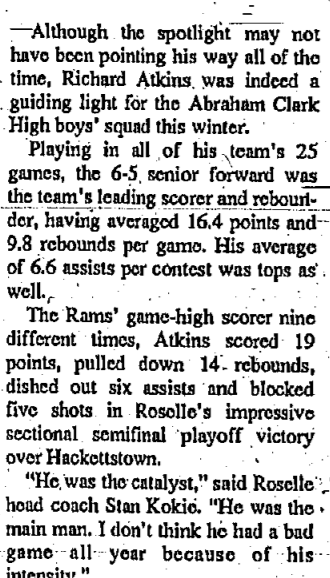 —Although the spotlight may not
have been pointing his way all of the
time, Richard Atkins was indeed a
guiding light for the Abraham Clark
High boys' squad this winter.
Playing in all of his team's 25
games, the 6-5 senior forward was
the team's leading scorer and reboun-
der, having averaged 16.4 points and
9.8 rebounds per game. His average
of 6.6 assists per contest was tops as
well.
The Rams' game-high scorer nine
different times, Atkins scored 19
points, pulled down 14 rebounds,
dished out six assists and blocked
five shots in Roselle's impressive
sectional semifinal playoff victory
over Hackettstown.
"He was the catalyst," said Roselle
head coach Stan Kokie. "He was the
main man. I don't think he had a bad
game all year because of his
intensity."